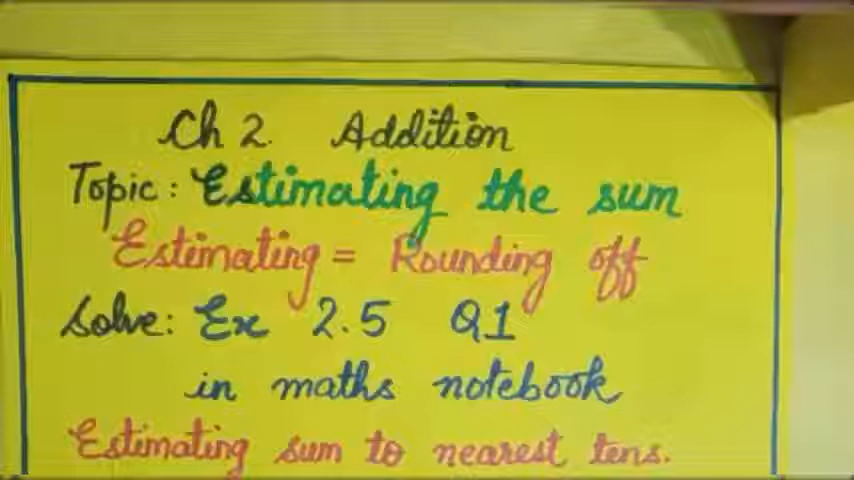 Ch 2. Addition
Topic: Estimating the sum
Estimating = Rounding off
Solve: Ex 2.5 Q1
in maths notebook
Estimating sum to nearest tens.